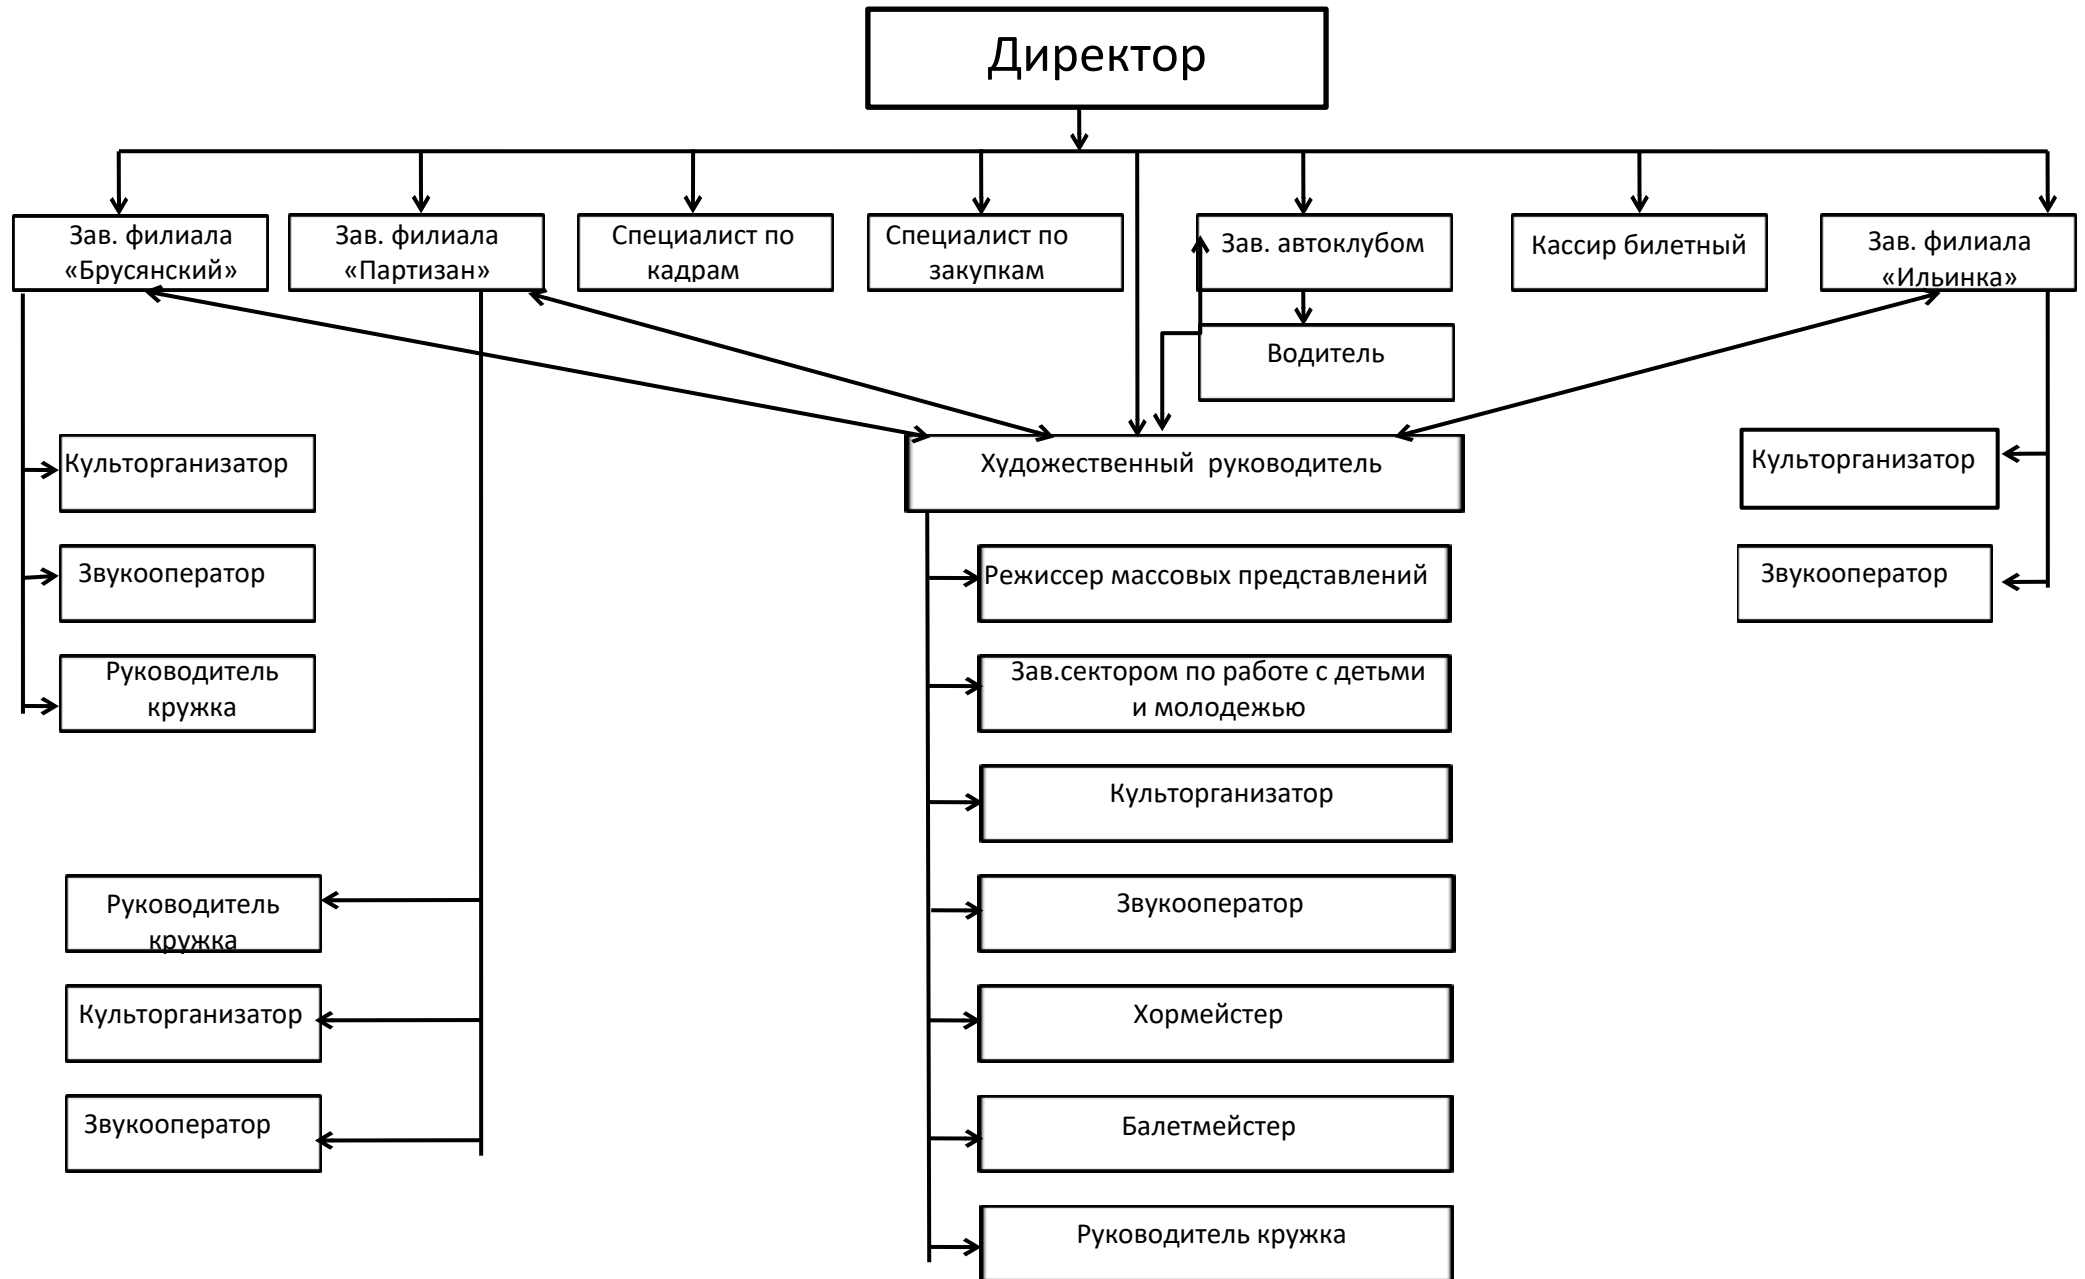 Директор
Зав. филиала
«Брусянский»
Зав. филиала
«Партизан»
Специалист по
кадрам
Специалист по
закупкам
Зав. автоклубом
Кассир билетный
Зав. филиала
«Ильинка»
Водитель
Культорганизатор
Звукооператор
Руководитель
кружка
Руководитель
кружка
Культорганизатор
Звукооператор
Художественный руководитель
Режиссер массовых представлений
Зав.сектором по работе с детьми
и молодежью
Культорганизатор
Звукооператор
Хормейстер
Балетмейстер
Руководитель кружка
Культорганизатор
Звукооператор